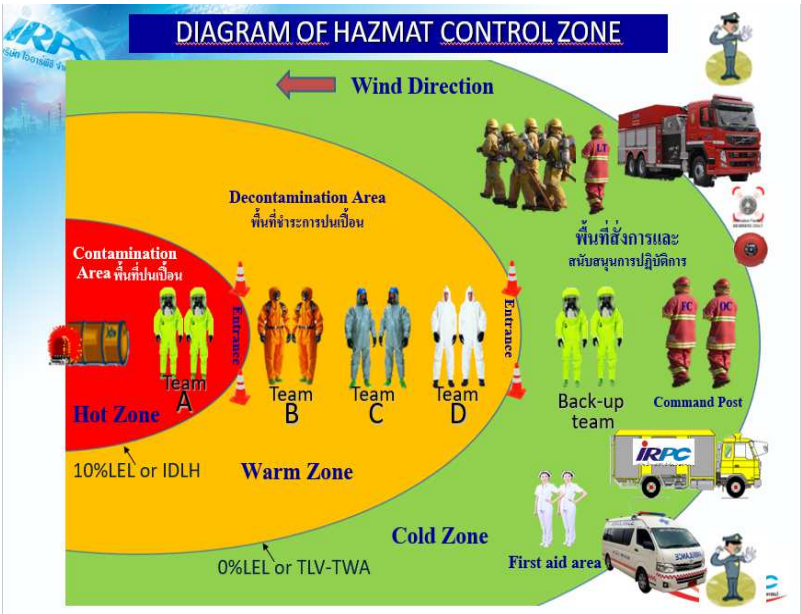 iRPC
DIAGRAM OF HAZMAT CONTROL ZONE
Wind Direction
LT
Decontamination Area
พื้นที่ชำระการปนเปื้อน
พื้นที่สั่งการและ
สนับสนุนการปฏิบัติการ
Contamination
Area พื้นที่ปนเปื้อน
Entrance
Entrance
FC
OC
Team
A
Team
B
Team
C
Team
D
Back-up
team
Command Post
Hot Zone
10%LEL or IDLH
Warm Zone
iRPC
Cold Zone
First aid area
0%LEL or TLV-TWA
AMBULANCE